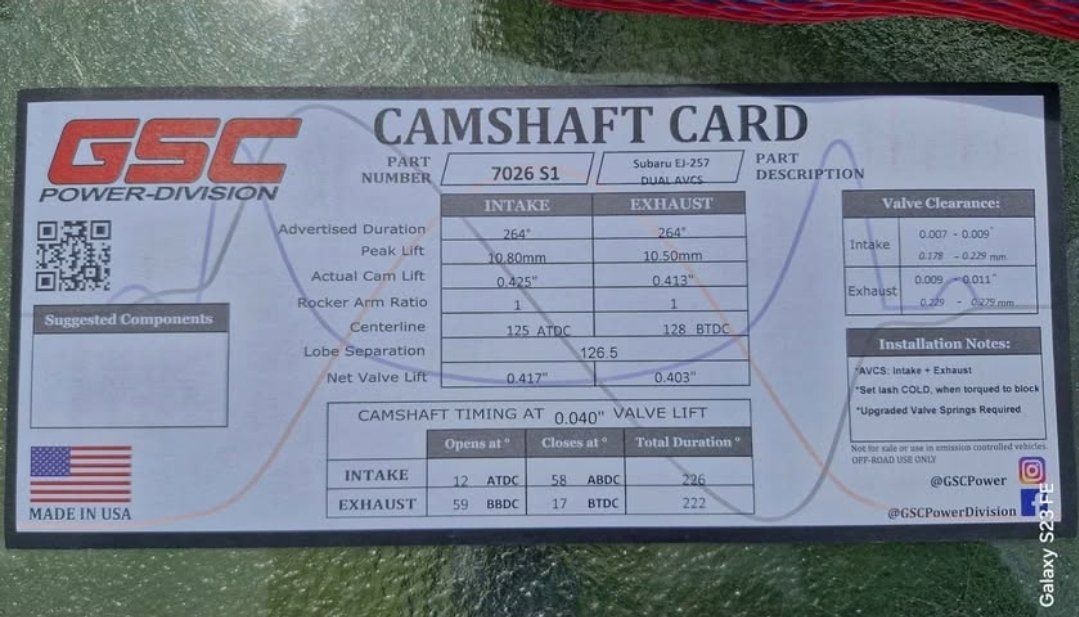 GSC
POWER-DIVISION
CAMSHAFT CARD
PART NUMBER
7026 S1
Subaru EJ-257
DUAL AVCS
PART DESCRIPTION
INTAKE EXHAUST
Advertised Duration 264° 264°
Peak Lift 10.80mm 10.50mm
Actual Cam Lift 0.425" 0.413"
Rocker Arm Ratio 1 1
Centerline 125 ATDC 128 BTDC
Lobe Separation 126.5
Net Valve Lift 0.417" 0.403"
CAMSHAFT TIMING AT 0.040" VALVE LIFT
Opens at ° Closes at ° Total Duration °
INTAKE 12 ATDC 58 ABDC 226
EXHAUST 59 BBDC 17 BTDC 222
Suggested Components
MADE IN USA
Valve Clearance:
Intake 0.007 - 0.009"
0.178 - 0.229 mm
Exhaust 0.009 - 0.011"
0.229 - 0.279 mm
Installation Notes:
*AVCS: Intake + Exhaust
*Set lash COLD, when torqued to block
*Upgraded Valve Springs Required
Not for sale or use in emission controlled vehicles.
OFF-ROAD USE ONLY
@GSCPower
@GSCPowerDivision
Galaxy S23 FE